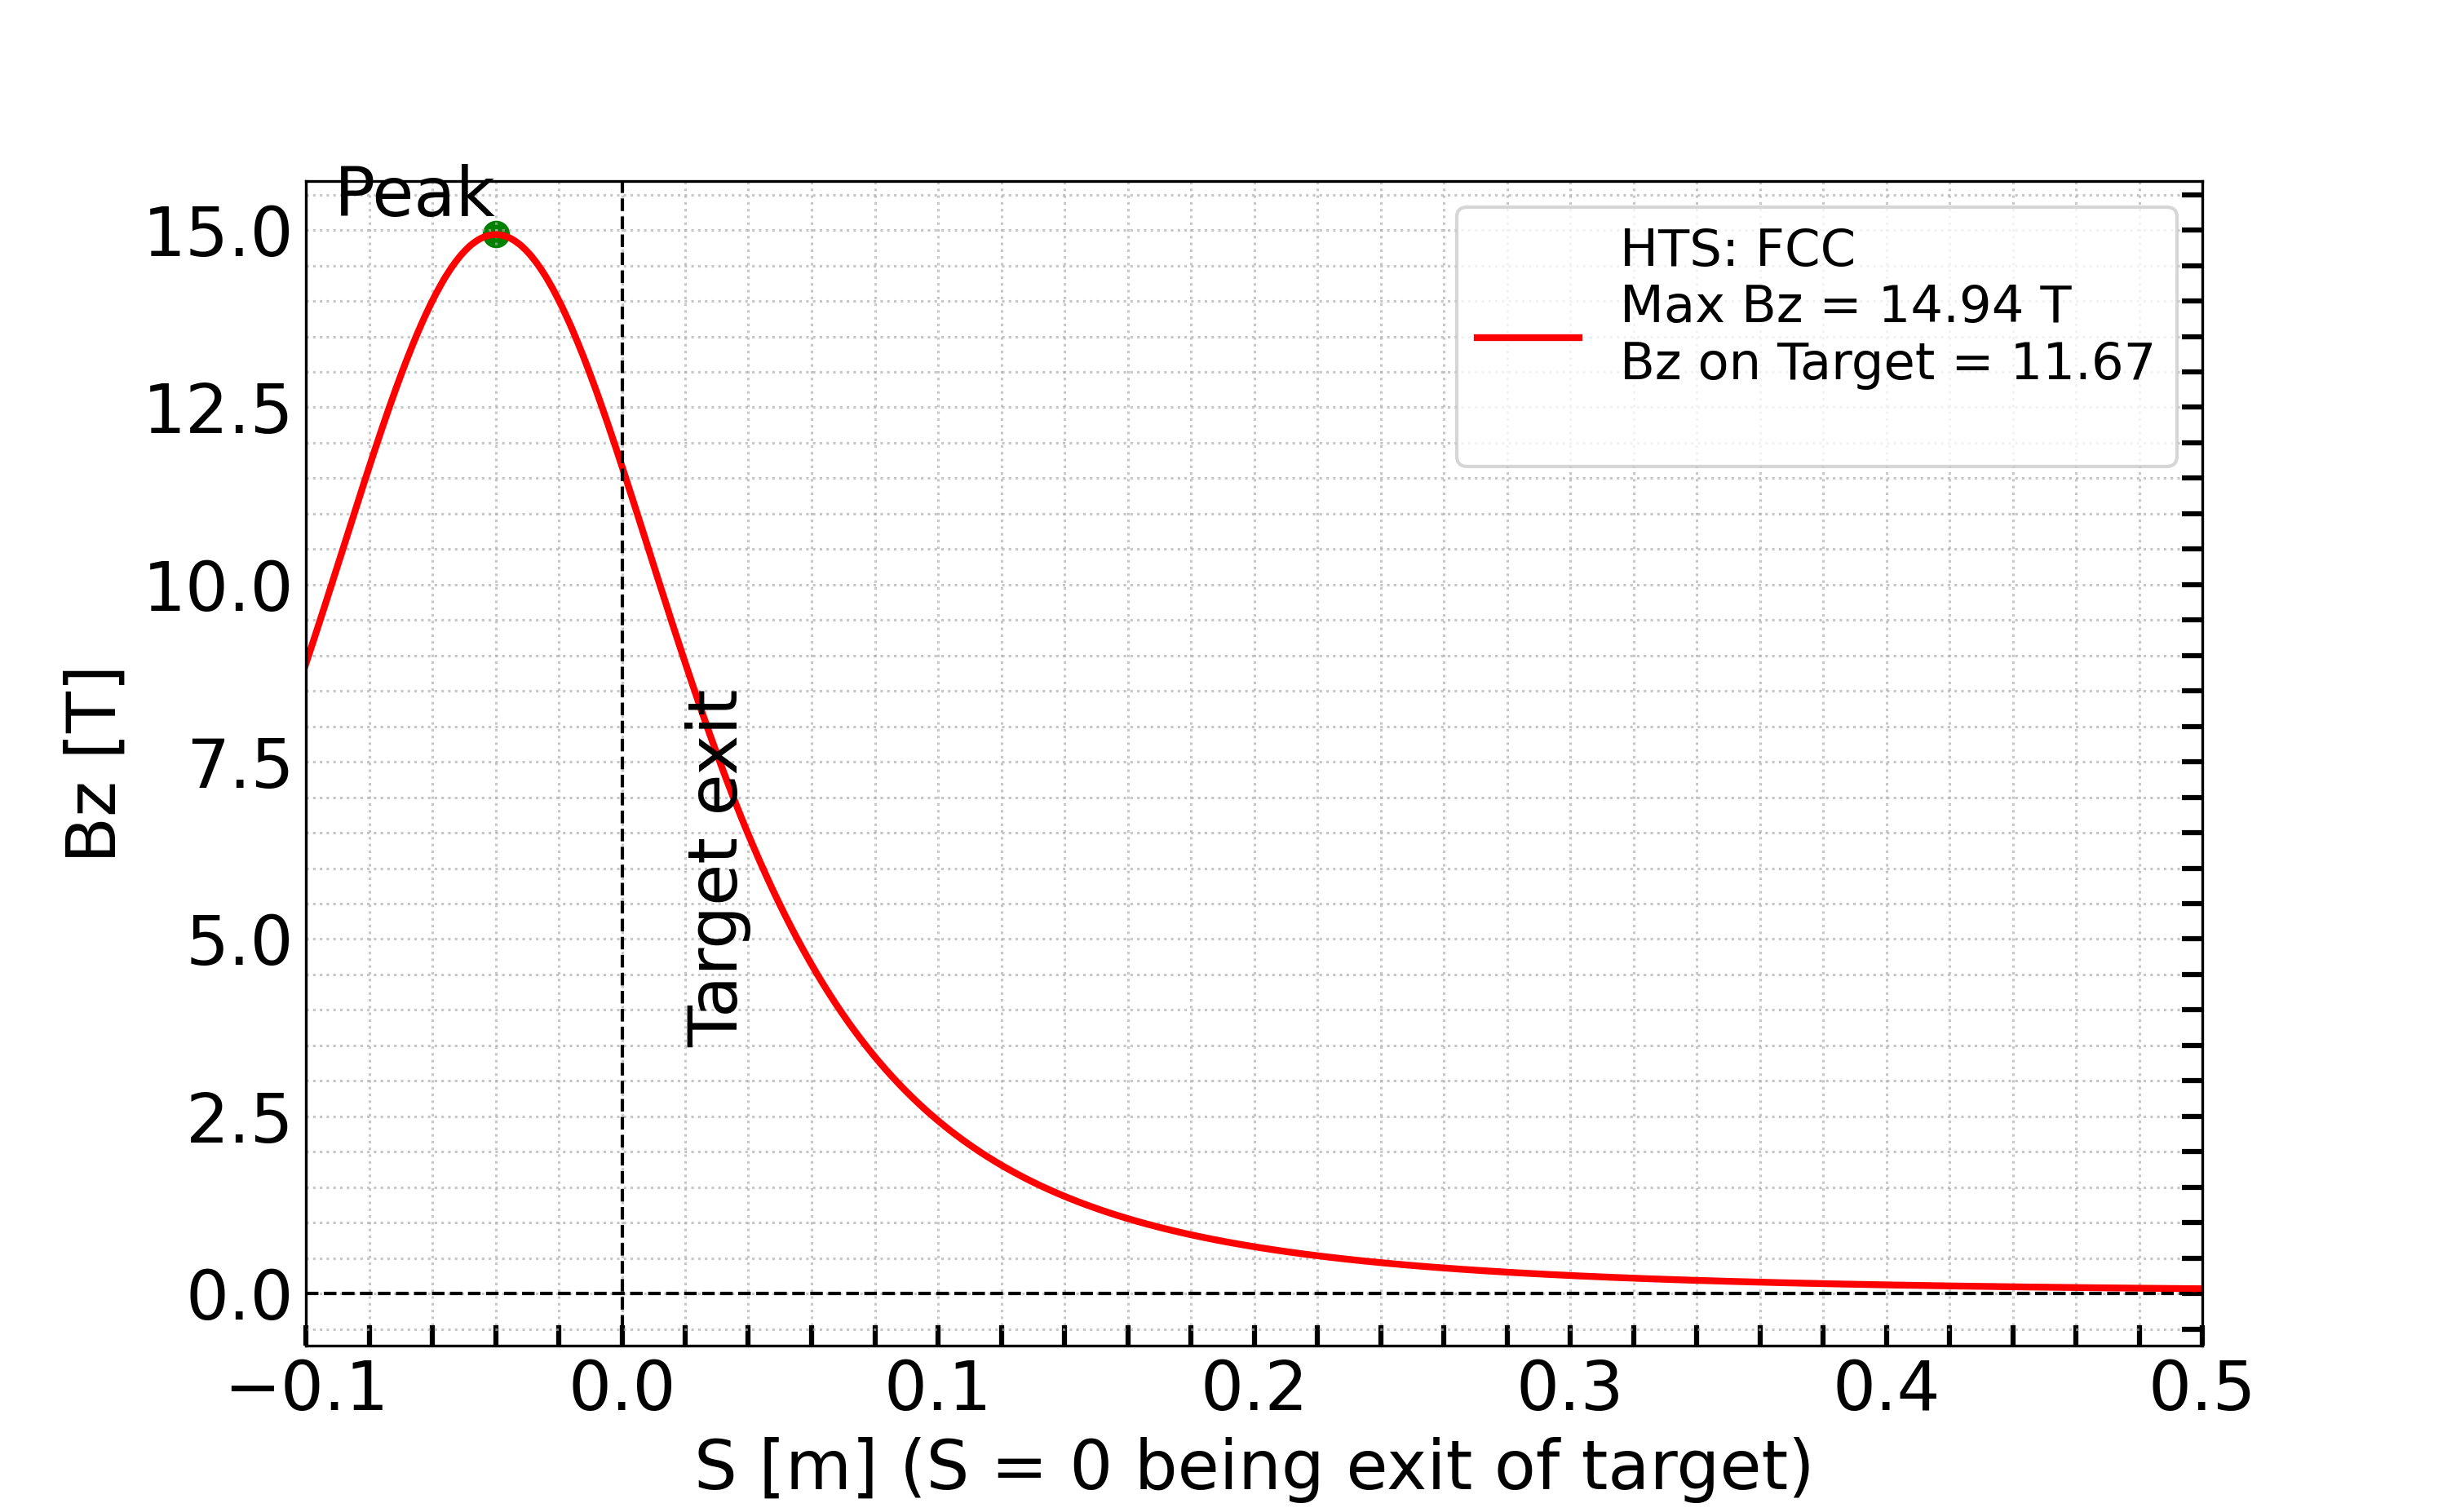 Peak
15.0
12.5
10.0
7.5
5.0
2.5
0.0
Bz [T]
HTS: FCC
Max Bz = 14.94 T
Bz on Target = 11.67
Target exit
−0.1 0.0 0.1 0.2 0.3 0.4 0.5
S [m] (S = 0 being exit of target)